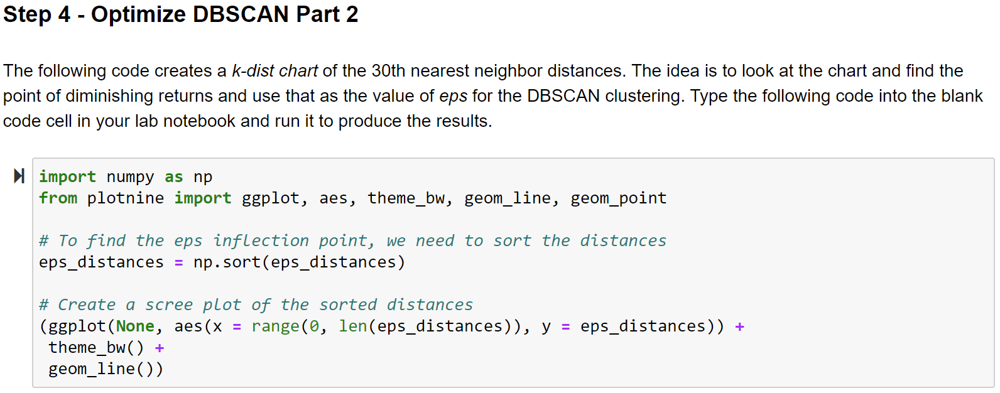 Step 4 - Optimize DBSCAN Part 2
The following code creates a k-dist chart of the 30th nearest neighbor distances. The idea is to look at the chart and find the
point of diminishing returns and use that as the value of eps for the DBSCAN clustering. Type the following code into the blank
code cell in your lab notebook and run it to produce the results.
import numpy as np
from plotnine import ggplot, aes, theme_bw, geom_line, geom_point
# To find the eps inflection point, we need to sort the distances
eps_distances = np.sort(eps_distances)
# Create a scree plot of the sorted distances
(ggplot(None, aes(x = range(0, len(eps_distances)), y = eps_distances)) +
 theme_bw() +
 geom_line())